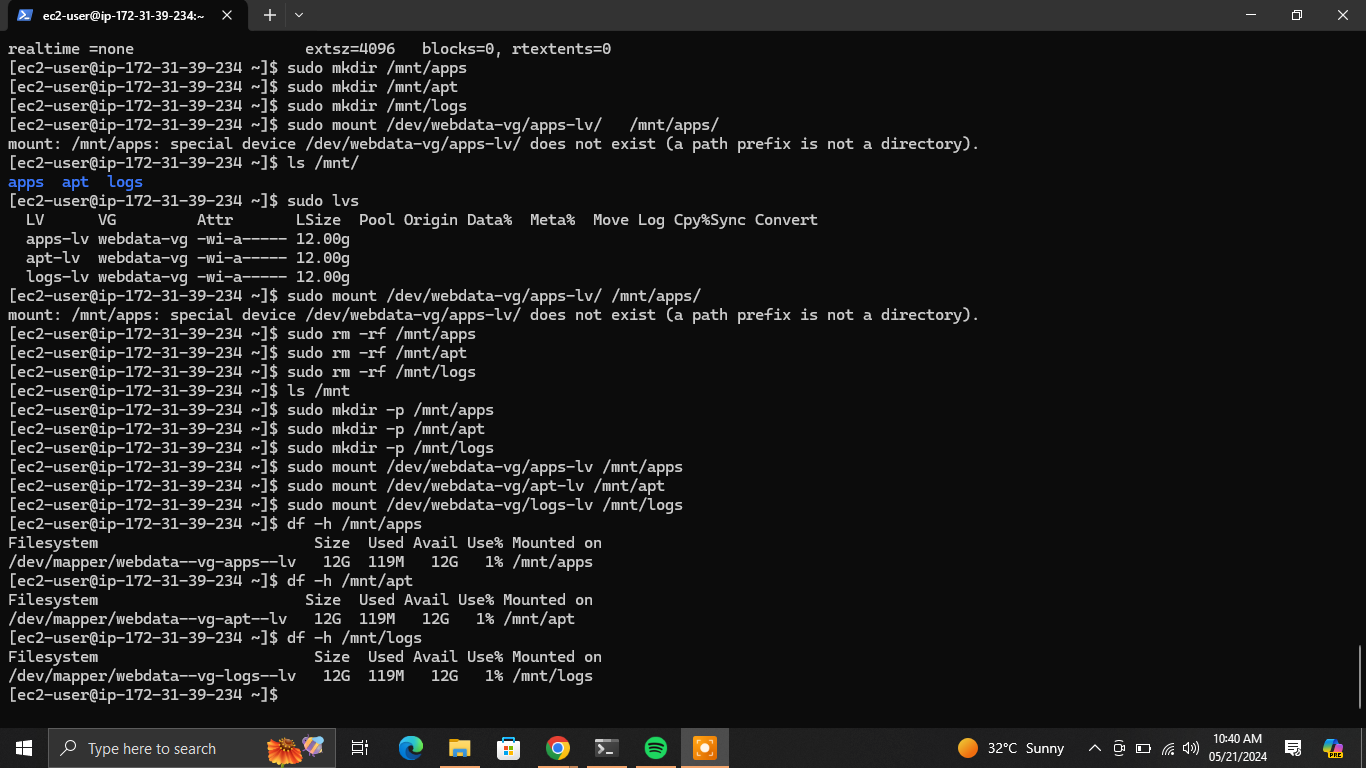 ec2-user@ip-172-31-39-234:~
realtime =none                   extsz=4096   blocks=0, rtextents=0
[ec2-user@ip-172-31-39-234 ~]$ sudo mkdir /mnt/apps
[ec2-user@ip-172-31-39-234 ~]$ sudo mkdir /mnt/apt
[ec2-user@ip-172-31-39-234 ~]$ sudo mkdir /mnt/logs
[ec2-user@ip-172-31-39-234 ~]$ sudo mount /dev/webdata-vg/apps-lv/   /mnt/apps/
mount: /mnt/apps: special device /dev/webdata-vg/apps-lv/ does not exist (a path prefix is not a directory).
[ec2-user@ip-172-31-39-234 ~]$ ls /mnt/
apps  apt  logs
[ec2-user@ip-172-31-39-234 ~]$ sudo lvs
  LV      VG         Attr       LSize  Pool Origin Data%  Meta%  Move Log Cpy%Sync Convert
  apps-lv webdata-vg -wi-a----- 12.00g
  apt-lv  webdata-vg -wi-a----- 12.00g
  logs-lv webdata-vg -wi-a----- 12.00g
[ec2-user@ip-172-31-39-234 ~]$ sudo mount /dev/webdata-vg/apps-lv/ /mnt/apps/
mount: /mnt/apps: special device /dev/webdata-vg/apps-lv/ does not exist (a path prefix is not a directory).
[ec2-user@ip-172-31-39-234 ~]$ sudo rm -rf /mnt/apps
[ec2-user@ip-172-31-39-234 ~]$ sudo rm -rf /mnt/apt
[ec2-user@ip-172-31-39-234 ~]$ sudo rm -rf /mnt/logs
[ec2-user@ip-172-31-39-234 ~]$ ls /mnt
[ec2-user@ip-172-31-39-234 ~]$ sudo mkdir -p /mnt/apps
[ec2-user@ip-172-31-39-234 ~]$ sudo mkdir -p /mnt/apt
[ec2-user@ip-172-31-39-234 ~]$ sudo mkdir -p /mnt/logs
[ec2-user@ip-172-31-39-234 ~]$ sudo mount /dev/webdata-vg/apps-lv /mnt/apps
[ec2-user@ip-172-31-39-234 ~]$ sudo mount /dev/webdata-vg/apt-lv /mnt/apt
[ec2-user@ip-172-31-39-234 ~]$ sudo mount /dev/webdata-vg/logs-lv /mnt/logs
[ec2-user@ip-172-31-39-234 ~]$ df -h /mnt/apps
Filesystem                        Size  Used Avail Use% Mounted on
/dev/mapper/webdata--vg-apps--lv   12G  119M   12G   1% /mnt/apps
[ec2-user@ip-172-31-39-234 ~]$ df -h /mnt/apt
Filesystem                       Size  Used Avail Use% Mounted on
/dev/mapper/webdata--vg-apt--lv   12G  119M   12G   1% /mnt/apt
[ec2-user@ip-172-31-39-234 ~]$ df -h /mnt/logs
Filesystem                        Size  Used Avail Use% Mounted on
/dev/mapper/webdata--vg-logs--lv   12G  119M   12G   1% /mnt/logs
[ec2-user@ip-172-31-39-234 ~]$
Type here to search
32°C Sunny
10:40 AM
05/21/2024
PRE